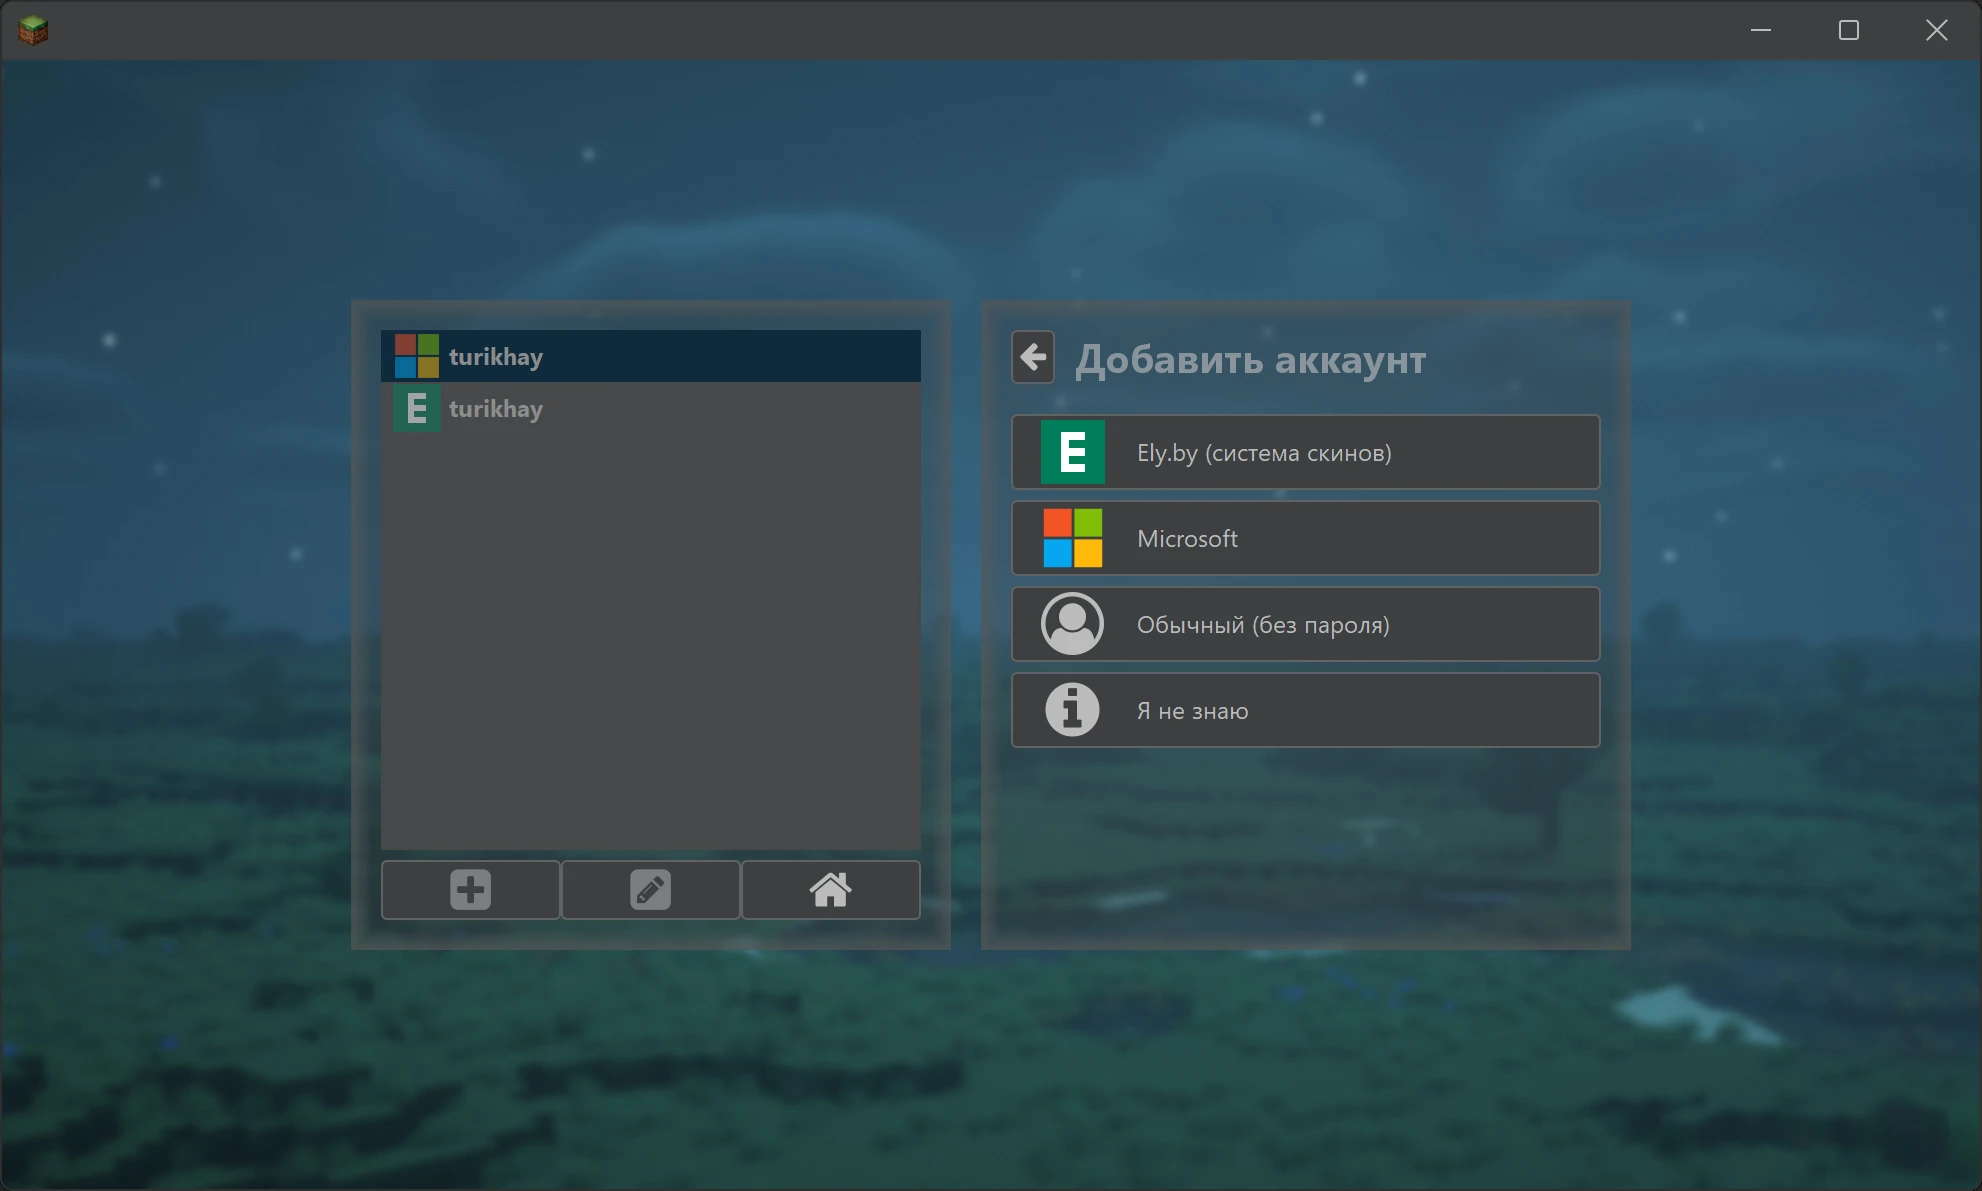 turikhay
E turikhay
Добавить аккаунт
E Ely.by (система скинов)
Microsoft
Обычный (без пароля)
Я не знаю